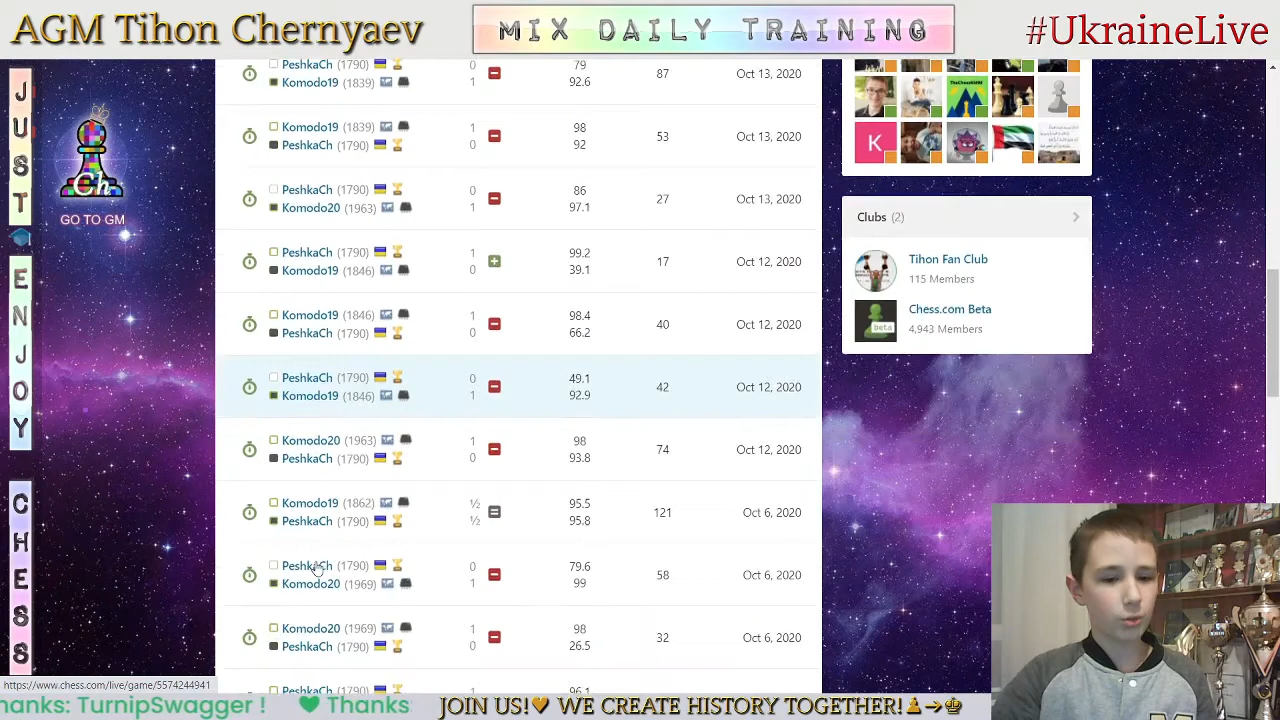 AGM Tihon Chernyaev
MIX DAILY TRAINING
#UkraineLive
JUST
ENJOY
CHESS
Ch
GO TO GM
PeshkaCh (1790) 0 79 87 Oct 13, 2020
1 92.6
1 98 53
PeshkaCh (1790) 0 92
PeshkaCh (1790) 0 86 27 Oct 13, 2020
Komodo20 (1963) 1 97.1
PeshkaCh (1790) 1 99.2 17 Oct 12, 2020
Komodo19 (1846) 0 89.1
Komodo19 (1846) 1 98.4 40 Oct 12, 2020
PeshkaCh (1790) 0 66.2
PeshkaCh (1790) 0 49.1 42 Oct 12, 2020
Komodo19 (1846) 1 92.9
Komodo20 (1963) 1 98 74 Oct 12, 2020
PeshkaCh (1790) 0 93.8
Komodo19 (1862) ½ 95.5 121 Oct 6, 2020
PeshkaCh (1790) ½ 95.8
PeshkaCh (1790) 0 79.6 58 Oct 6, 2020
Komodo20 (1969) 1 99
Komodo20 (1969) 1 98 32 Oct 6, 2020
PeshkaCh (1790) 0 26.5
PeshkaCh (1790)
K
Clubs (2)
Tihon Fan Club
115 Members
Chess.com Beta
4,943 Members
beta
https://www.chess.com/live/game/5574244941
hanks: TurnipSwagger ! Thanks
JOIN US! WE CREATE HISTORY TOGETHER!